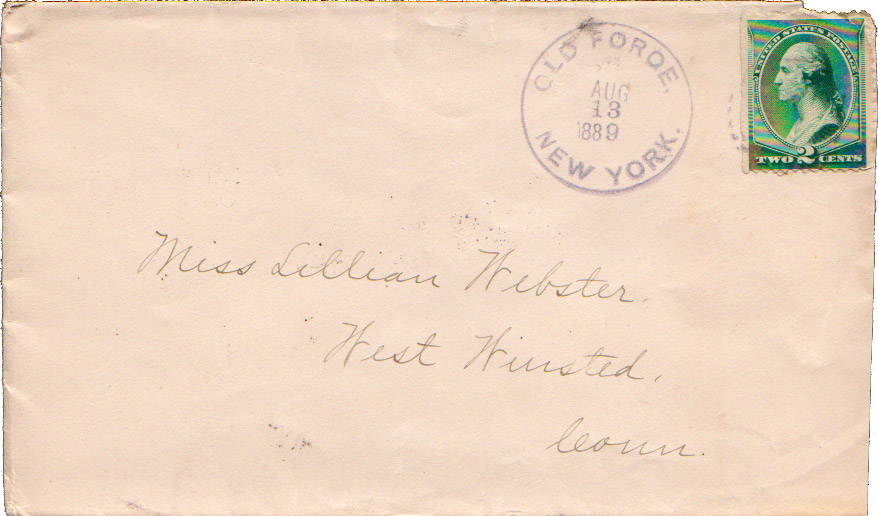 OLD FORGE,
AUG
13
1889
NEW YORK.
UNITED STATES POSTAGE
TWO 2 CENTS
Miss Lillian Webster.
West Winsted.
Conn.